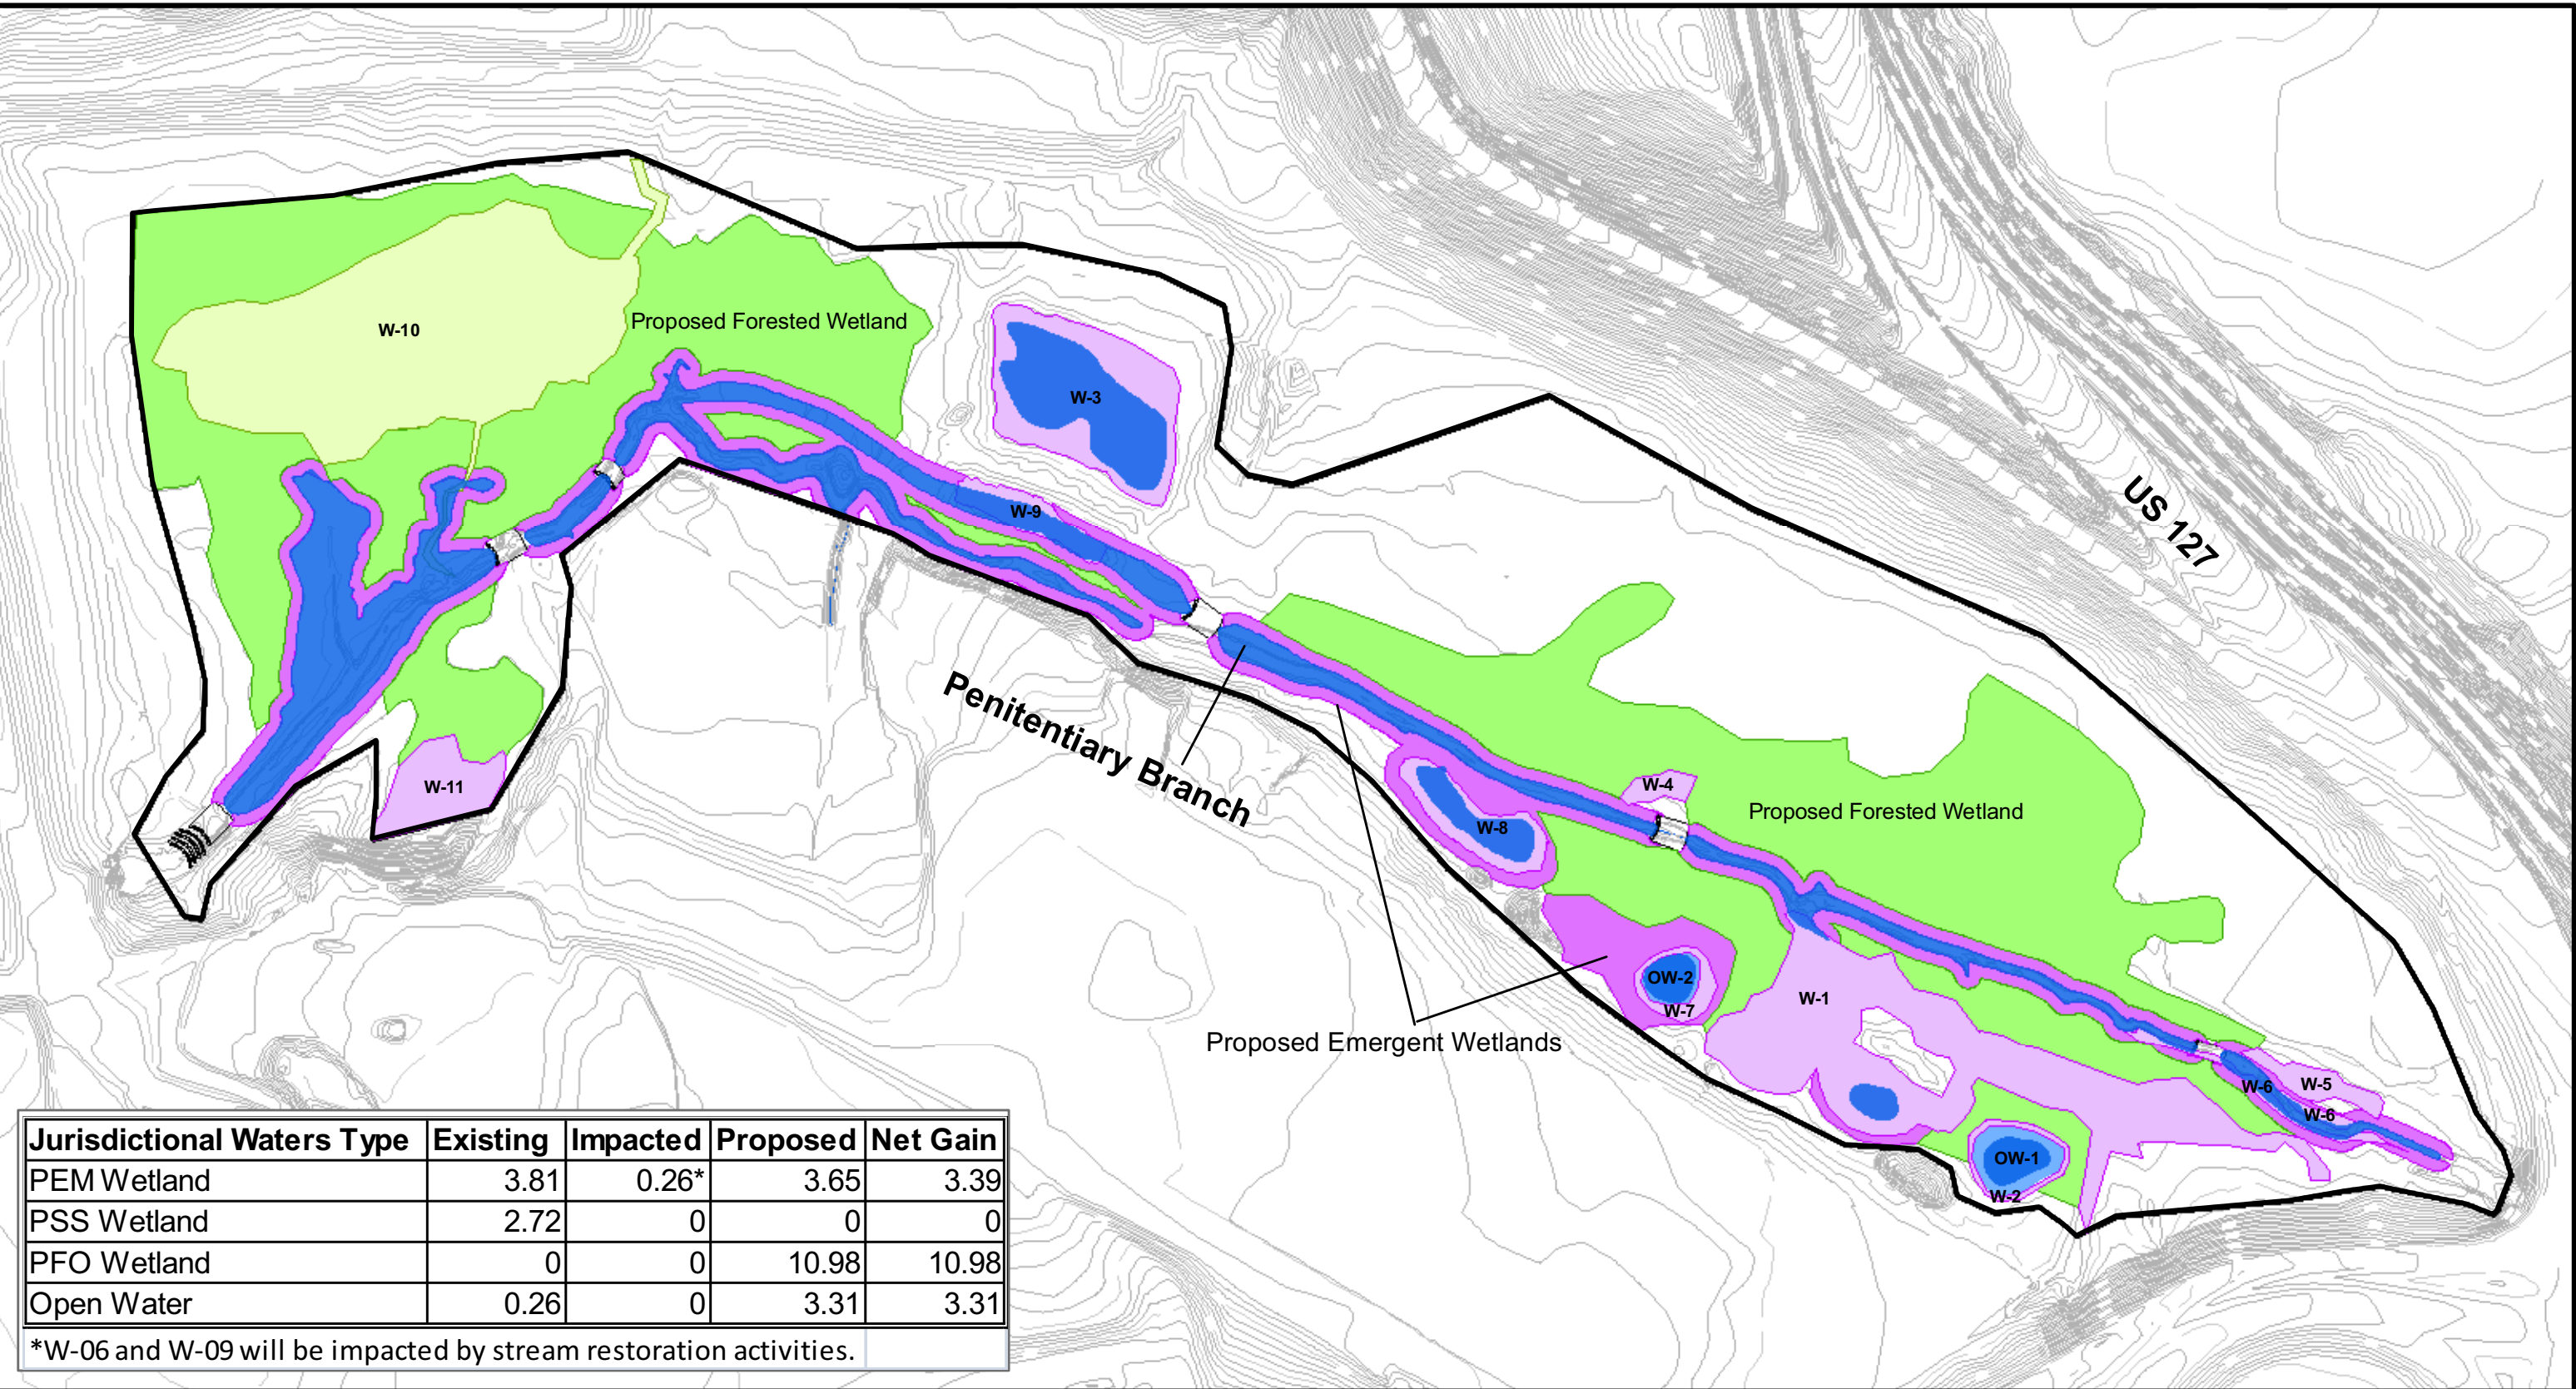 W-10
Proposed Forested Wetland
W-3
W-9
US 127
Penitentiary Branch
W-11
W-4
W-8
Proposed Forested Wetland
OW-2
W-7
W-1
Proposed Emergent Wetlands
W-6
W-5
W-6
OW-1
W-2
Jurisdictional Waters Type Existing Impacted Proposed Net Gain
PEM Wetland 3.81 0.26* 3.65 3.39
PSS Wetland 2.72 0 0 0
PFO Wetland 0 0 10.98 10.98
Open Water 0.26 0 3.31 3.31
*W-06 and W-09 will be impacted by stream restoration activities.